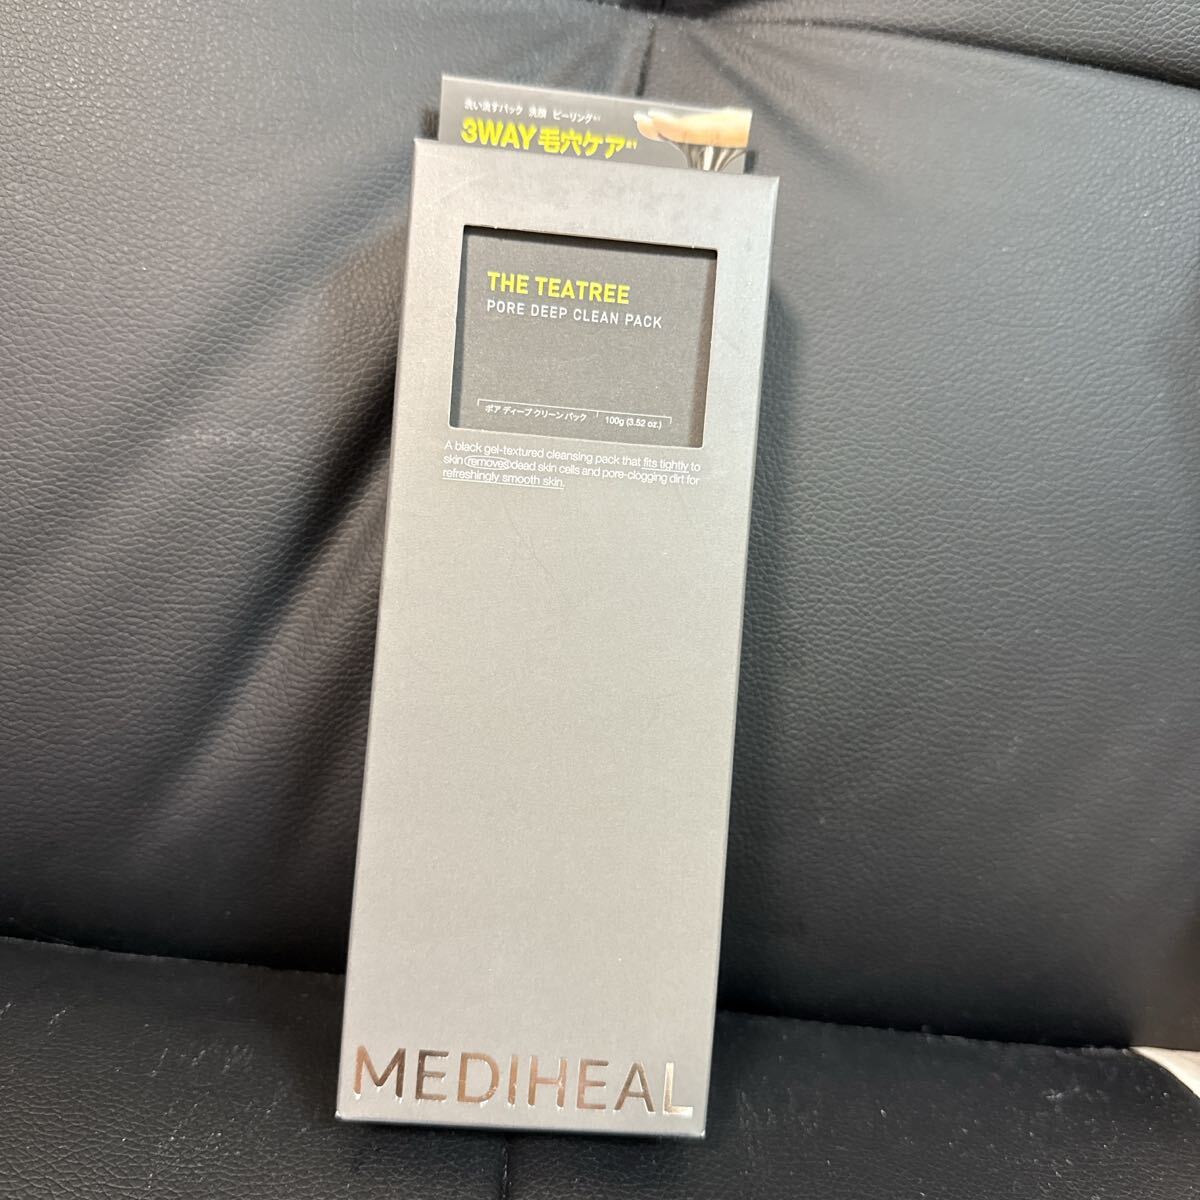 洗い流すパック 洗顔 ピーリング※1
3WAY毛穴ケア※1
THE TEATREE
PORE DEEP CLEAN PACK
ポア ディープ クリーン パック 100g (3.52 oz.)
A black gel-textured cleansing pack that fits tightly to
skin removes dead skin cells and pore-clogging dirt for
refreshingly smooth skin.
MEDIHEAL